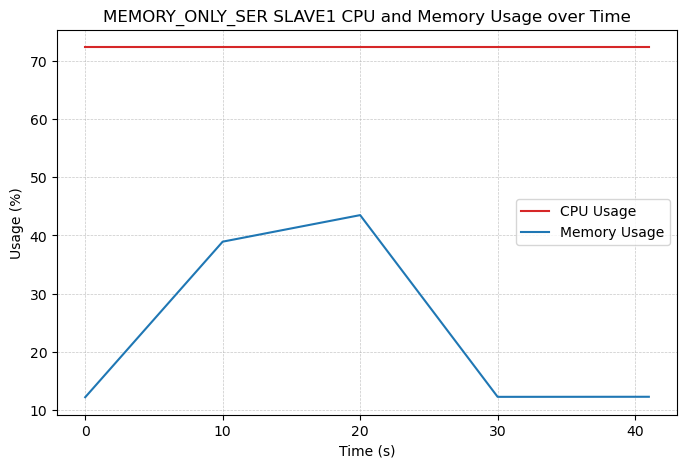 MEMORY_ONLY_SER SLAVE1 CPU and Memory Usage over Time
70
60
50
40
30
20
10
Usage (%)
CPU Usage
Memory Usage
0 10 20 30 40
Time (s)